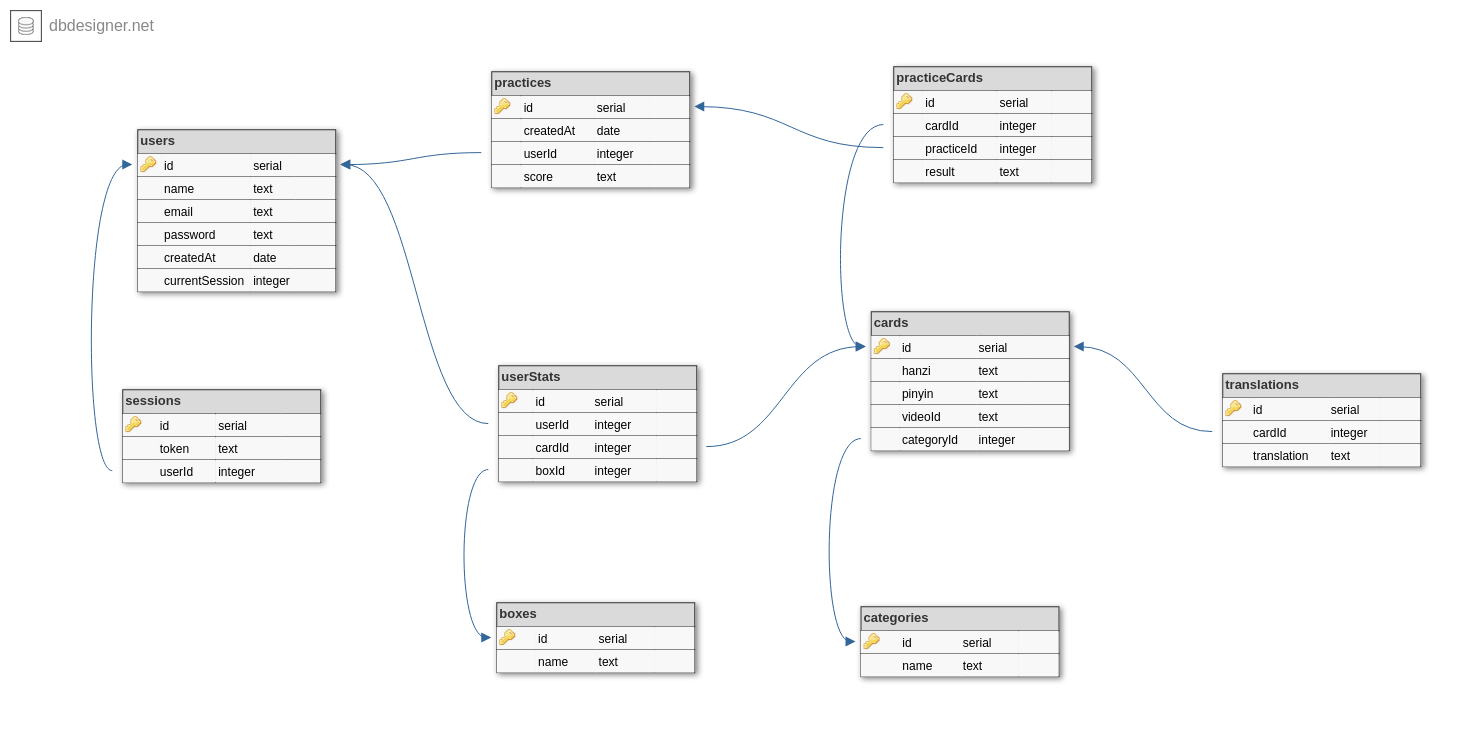 dbdesigner.net
users
id serial
name text
email text
password text
createdAt date
currentSession integer
practices
id serial
createdAt date
userId integer
score text
practiceCards
id serial
cardId integer
practiceId integer
result text
sessions
id serial
token text
userId integer
userStats
id serial
userId integer
cardId integer
boxId integer
cards
id serial
hanzi text
pinyin text
videoId text
categoryId integer
translations
id serial
cardId integer
translation text
boxes
id serial
name text
categories
id serial
name text